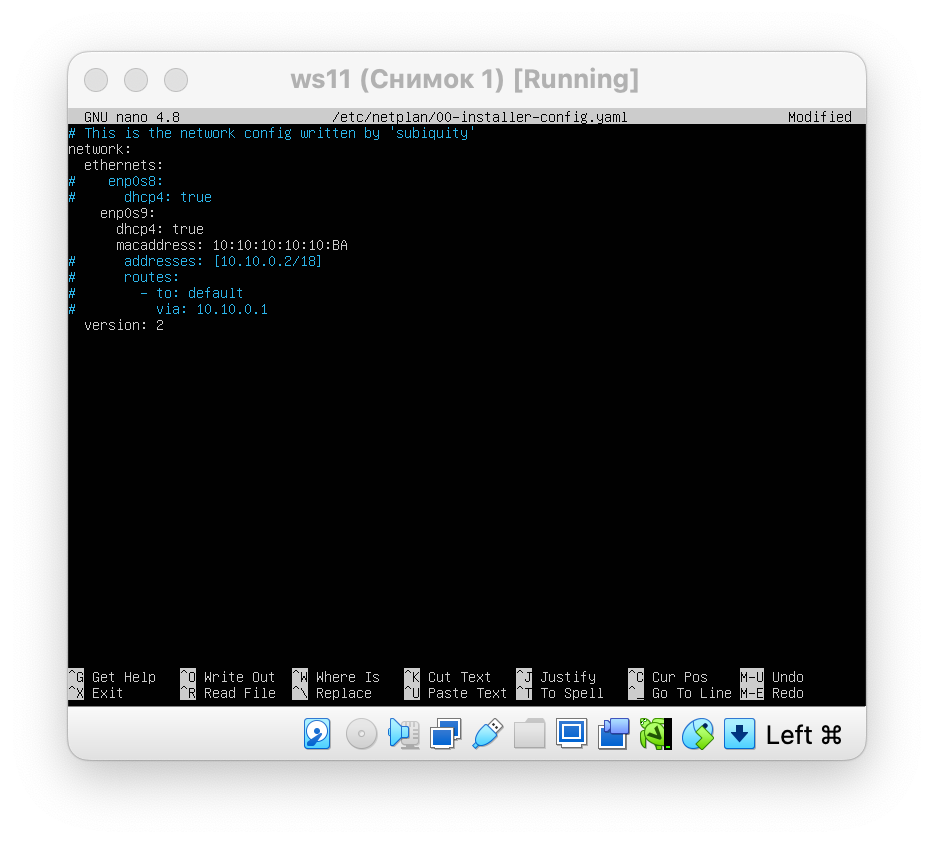 ws11 (Снимок 1) [Running]
GNU nano 4.8 /etc/netplan/00-installer-config.yaml Modified
# This is the network config written by 'subiquity'
network:
  ethernets:
#    enp0s8:
#      dhcp4: true
    enp0s9:
      dhcp4: true
      macaddress: 10:10:10:10:10:BA
#      addresses: [10.10.0.2/18]
#      routes:
#        - to: default
#          via: 10.10.0.1
  version: 2
^G Get Help ^O Write Out ^W Where Is ^K Cut Text ^J Justify ^C Cur Pos M-U Undo
^X Exit ^R Read File ^\ Replace ^U Paste Text ^T To Spell ^_ Go To Line M-E Redo
Left ⌘